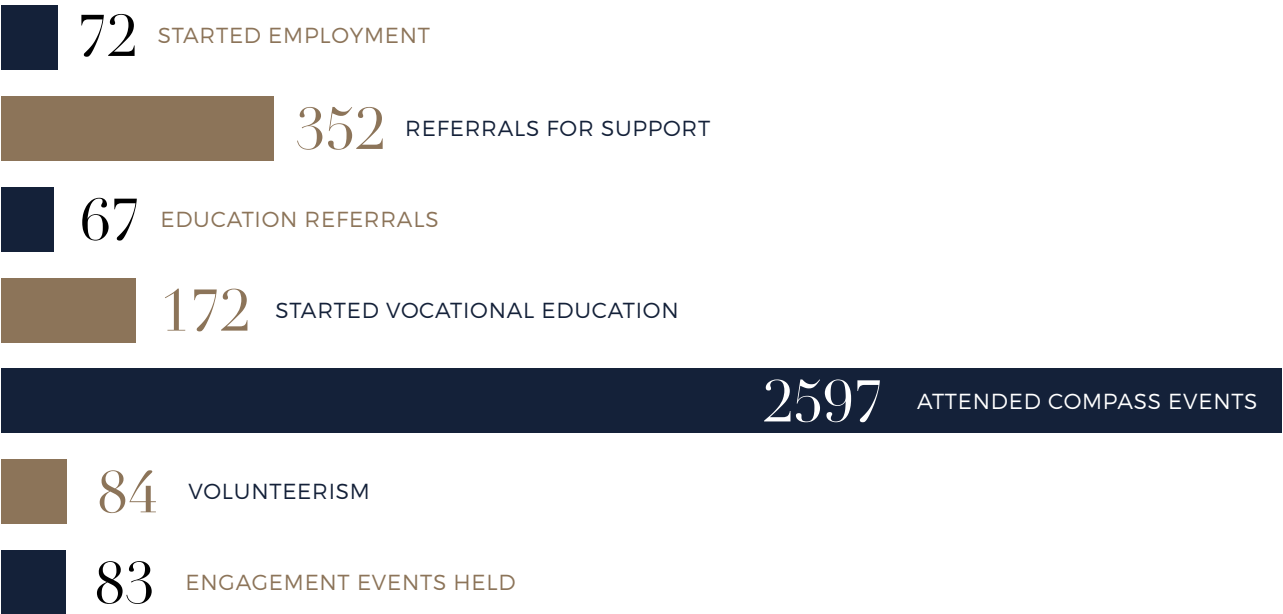 72 STARTED EMPLOYMENT
352 REFERRALS FOR SUPPORT
67 EDUCATION REFERRALS
172 STARTED VOCATIONAL EDUCATION
2597 ATTENDED COMPASS EVENTS
84 VOLUNTEERISM
83 ENGAGEMENT EVENTS HELD